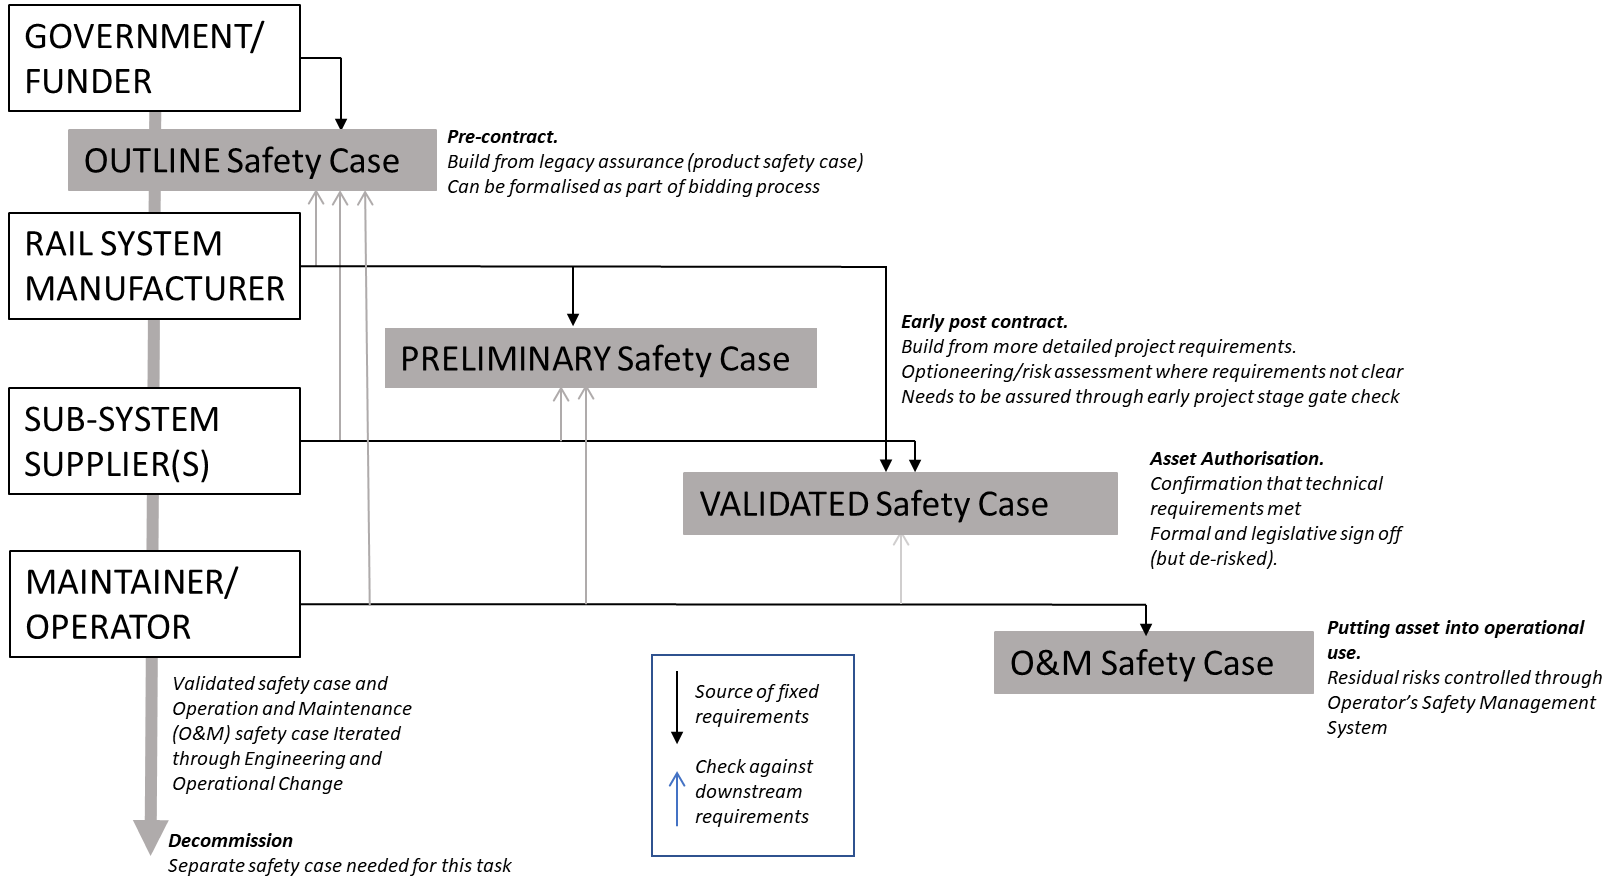 GOVERNMENT/
FUNDER
OUTLINE Safety Case
Pre-contract.
Build from legacy assurance (product safety case)
Can be formalised as part of bidding process
RAIL SYSTEM
MANUFACTURER
PRELIMINARY Safety Case
Early post contract.
Build from more detailed project requirements.
Optioneering/risk assessment where requirements not clear
Needs to be assured through early project stage gate check
SUB-SYSTEM
SUPPLIER(S)
VALIDATED Safety Case
Asset Authorisation.
Confirmation that technical
requirements met
Formal and legislative sign off
(but de-risked).
MAINTAINER/
OPERATOR
O&M Safety Case
Putting asset into operational
use.
Residual risks controlled through
Operator’s Safety Management
System
Validated safety case and
Operation and Maintenance
(O&M) safety case Iterated
through Engineering and
Operational Change
Source of fixed
requirements
Check against
downstream
requirements
Decommission
Separate safety case needed for this task